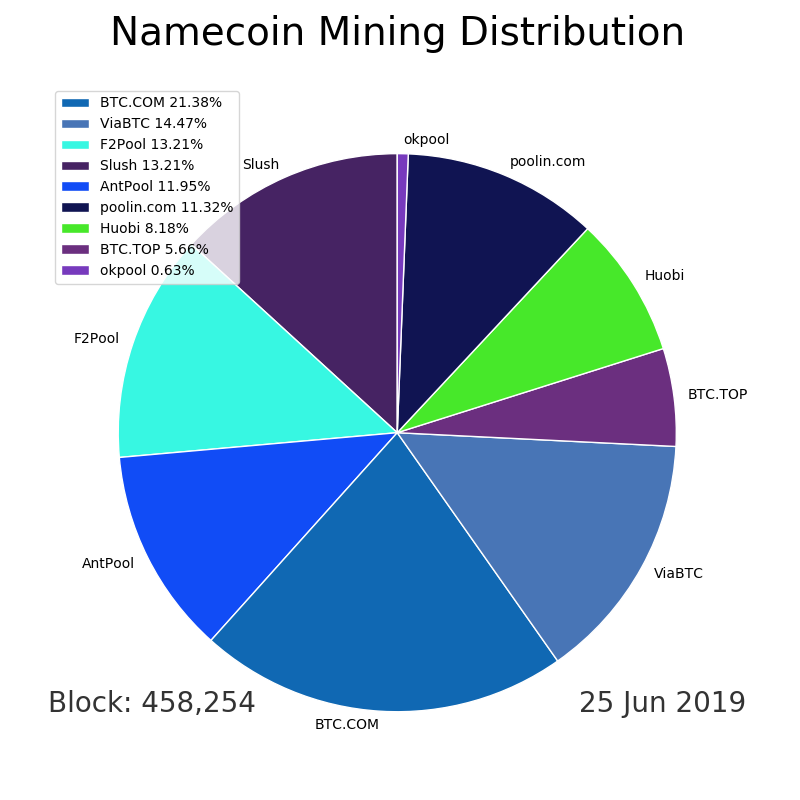 Namecoin Mining Distribution
BTC.COM 21.38%
ViaBTC 14.47%
F2Pool 13.21%
Slush 13.21%
AntPool 11.95%
poolin.com 11.32%
Huobi 8.18%
BTC.TOP 5.66%
okpool 0.63%
okpool
poolin.com
Slush
Huobi
F2Pool
BTC.TOP
AntPool
ViaBTC
BTC.COM
Block: 458,254
25 Jun 2019